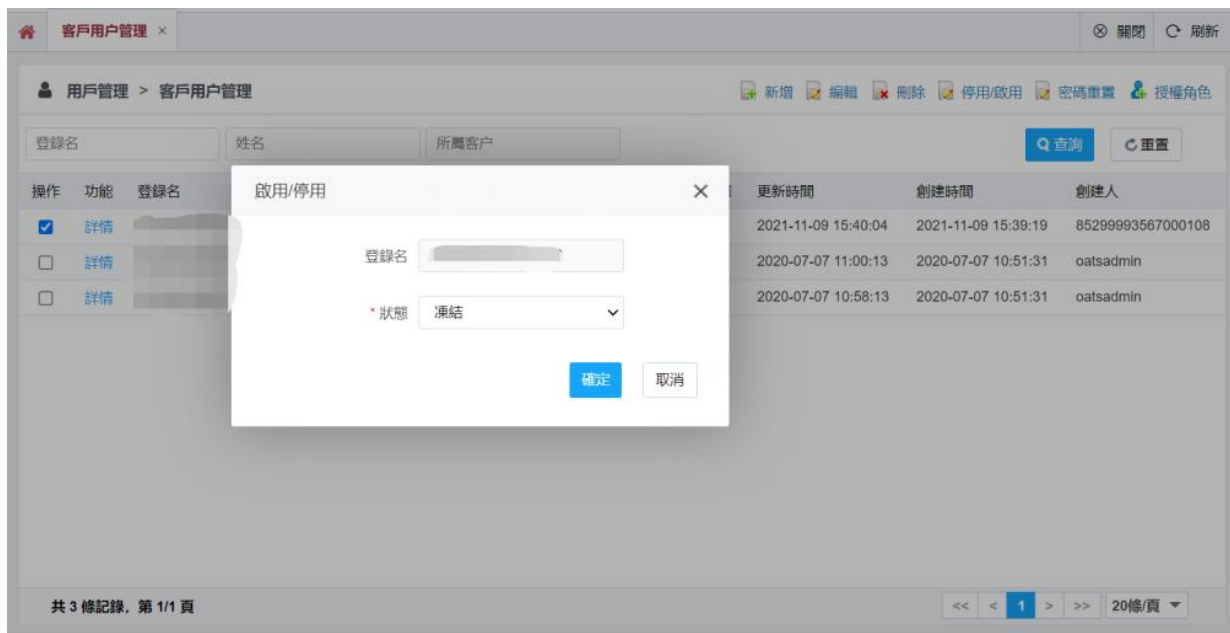 客戶用户管理 ×
關閉 刷新
用戶管理 > 客戶用户管理
新增 編輯 刪除 停用/啟用 密碼重置 授權角色
登錄名 姓名 所屬客户 查詢 重置
操作 功能 登錄名 更新時間 創建時間 創建人
詳情 2021-11-09 15:40:04 2021-11-09 15:39:19 85299993567000108
詳情 2020-07-07 11:00:13 2020-07-07 10:51:31 oatsadmin
詳情 2020-07-07 10:58:13 2020-07-07 10:51:31 oatsadmin
啟用/停用 ×
登錄名
* 狀態 凍結
確定 取消
共 3 條記錄, 第 1/1 頁
<< < 1 > >> 20條/頁